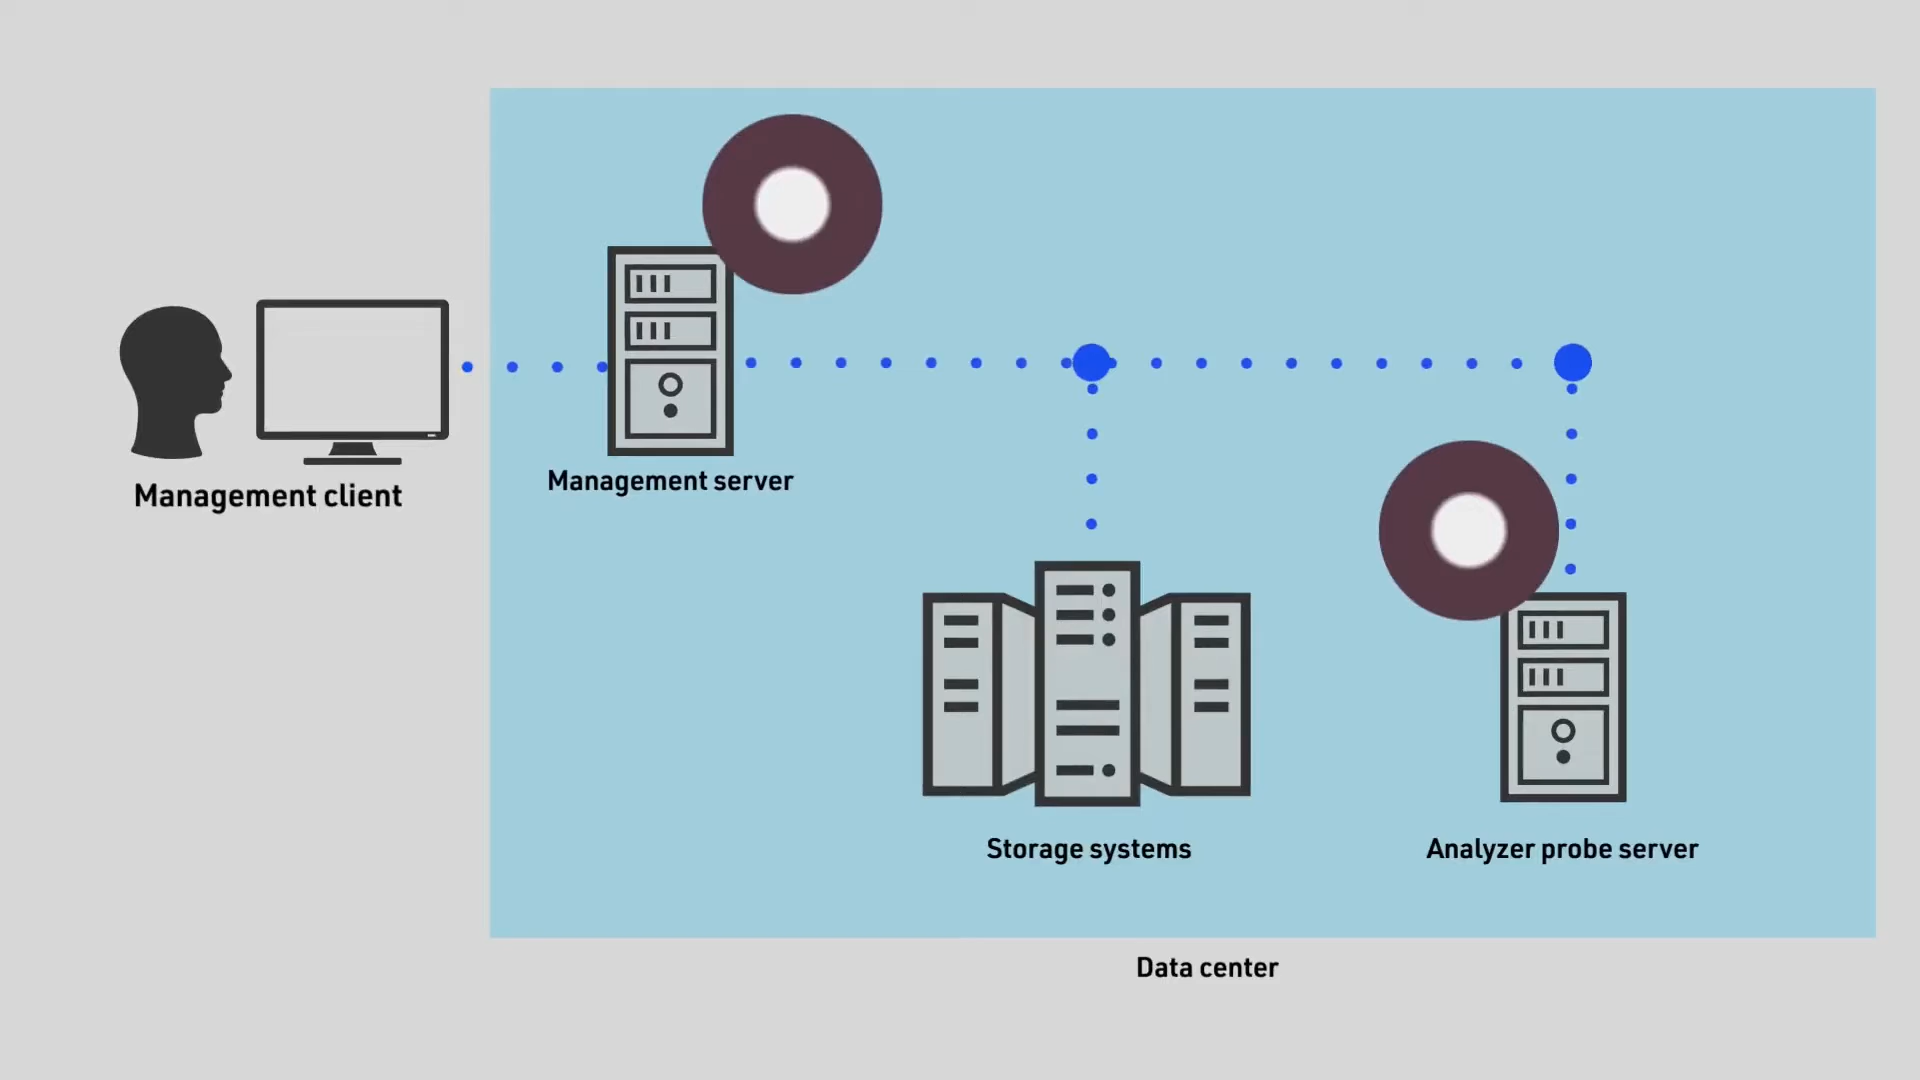 Management client
Management server
Storage systems
Analyzer probe server
Data center